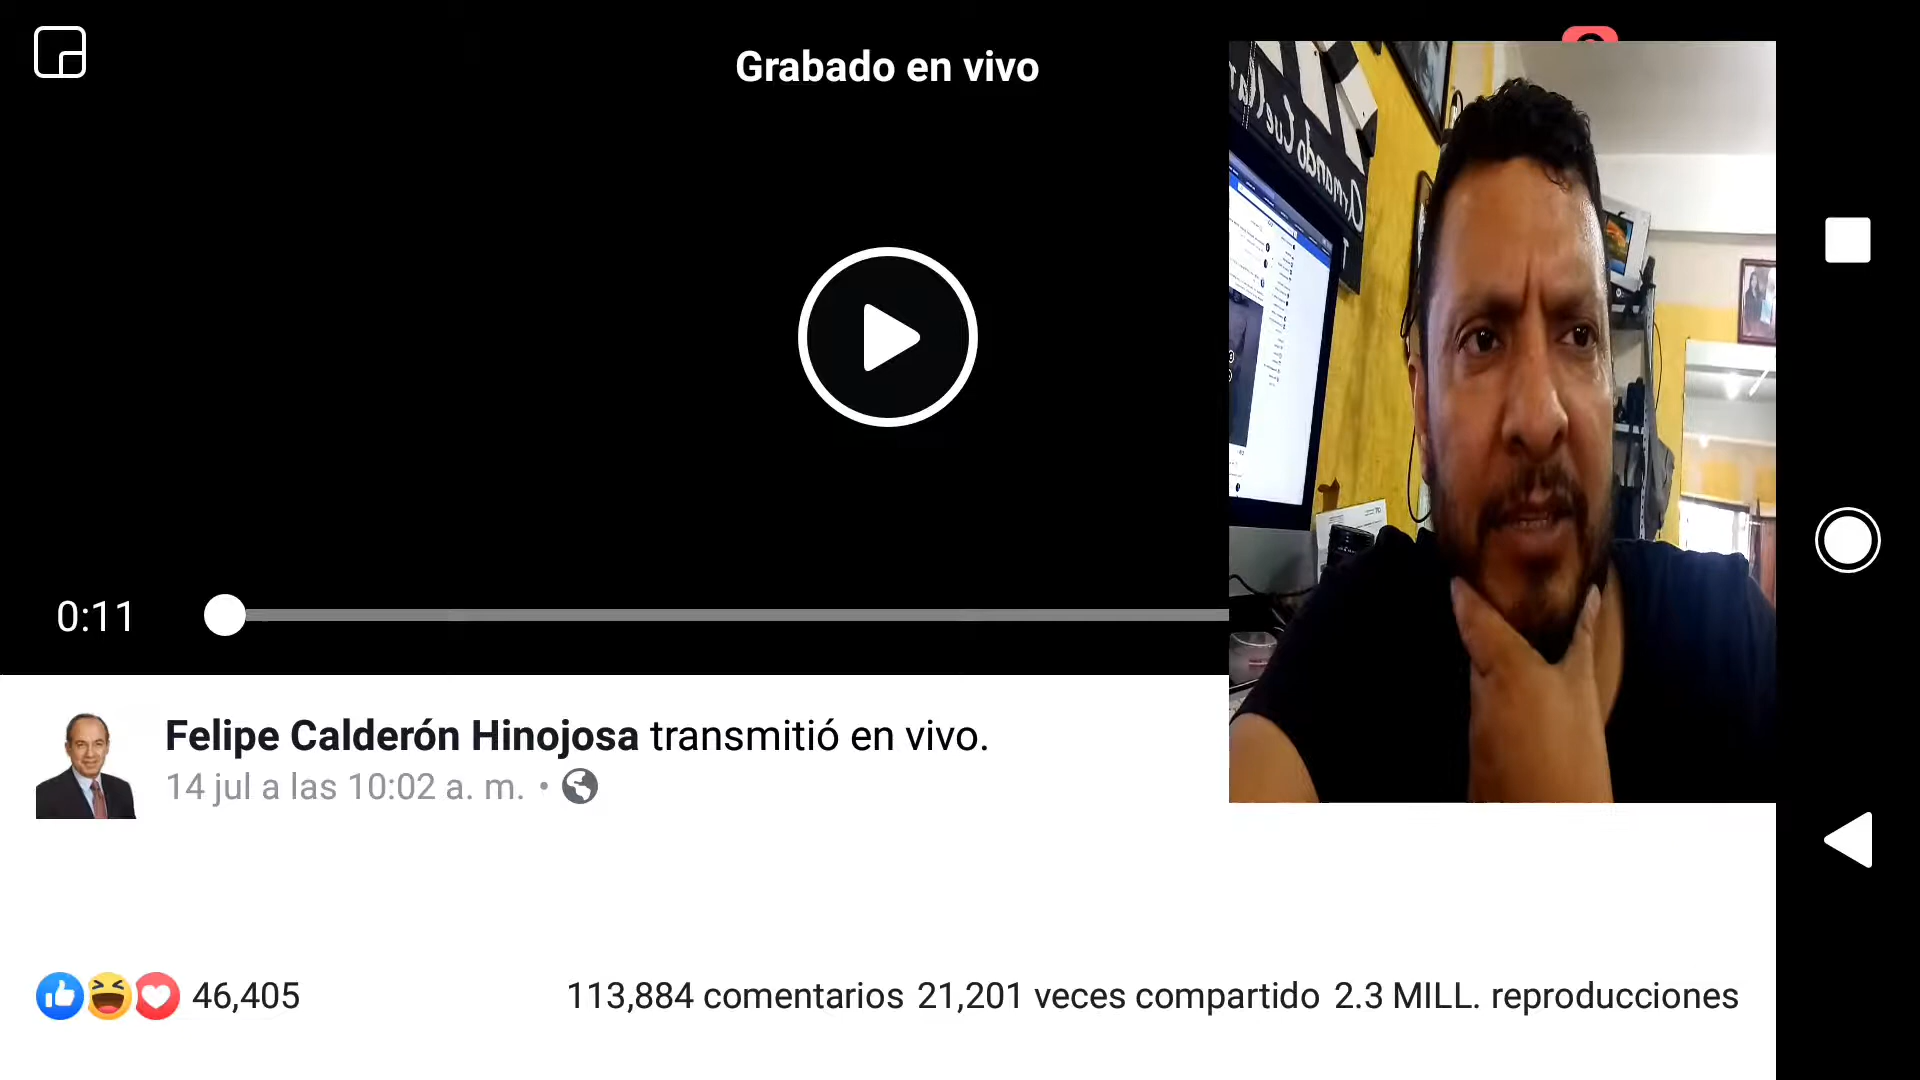 Grabado en vivo
0:11
Felipe Calderón Hinojosa transmitió en vivo.
14 jul a las 10:02 a. m. •
46,405 113,884 comentarios 21,201 veces compartido 2.3 MILL. reproducciones